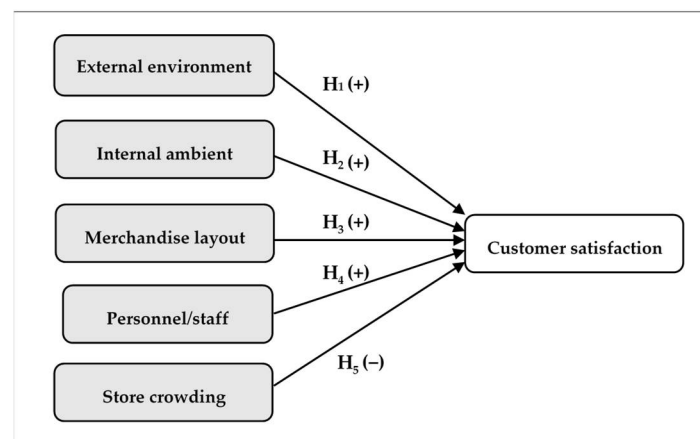 External environment
H₁ (+)
Internal ambient
H₂ (+)
Merchandise layout
H₃ (+)
Customer satisfaction
H₄ (+)
Personnel/staff
H₅ (−)
Store crowding